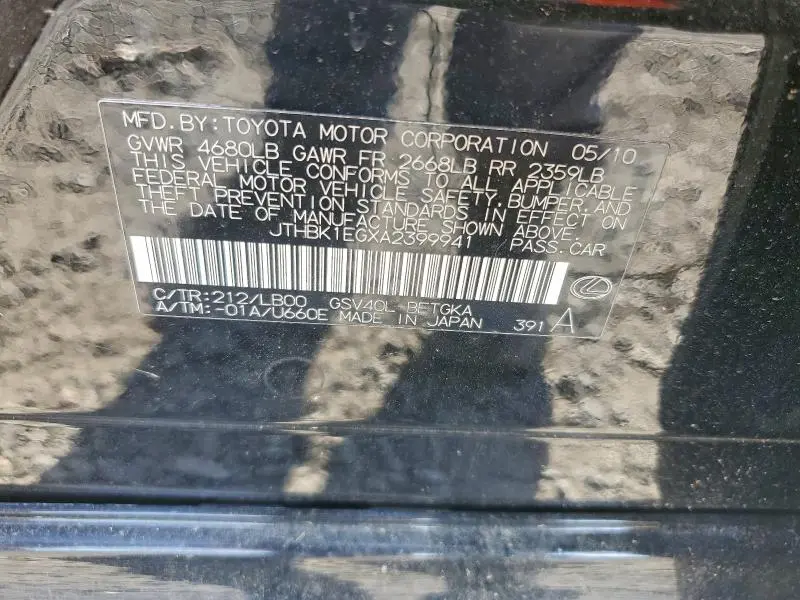 MFD. BY: TOYOTA MOTOR CORPORATION 05/10
GVWR 4680LB GAWR FR 2668LB RR 2359LB
THIS VEHICLE CONFORMS TO ALL APPLICABLE
FEDERAL MOTOR VEHICLE SAFETY, BUMPER, AND
THEFT PREVENTION STANDARDS IN EFFECT ON
THE DATE OF MANUFACTURE SHOWN ABOVE.
JTHBK1EGXA2399941 PASS. CAR
C/TR: 212/LB00 GSV40L BETGKA
A/TM: -01A/U660E MADE IN JAPAN 391 A